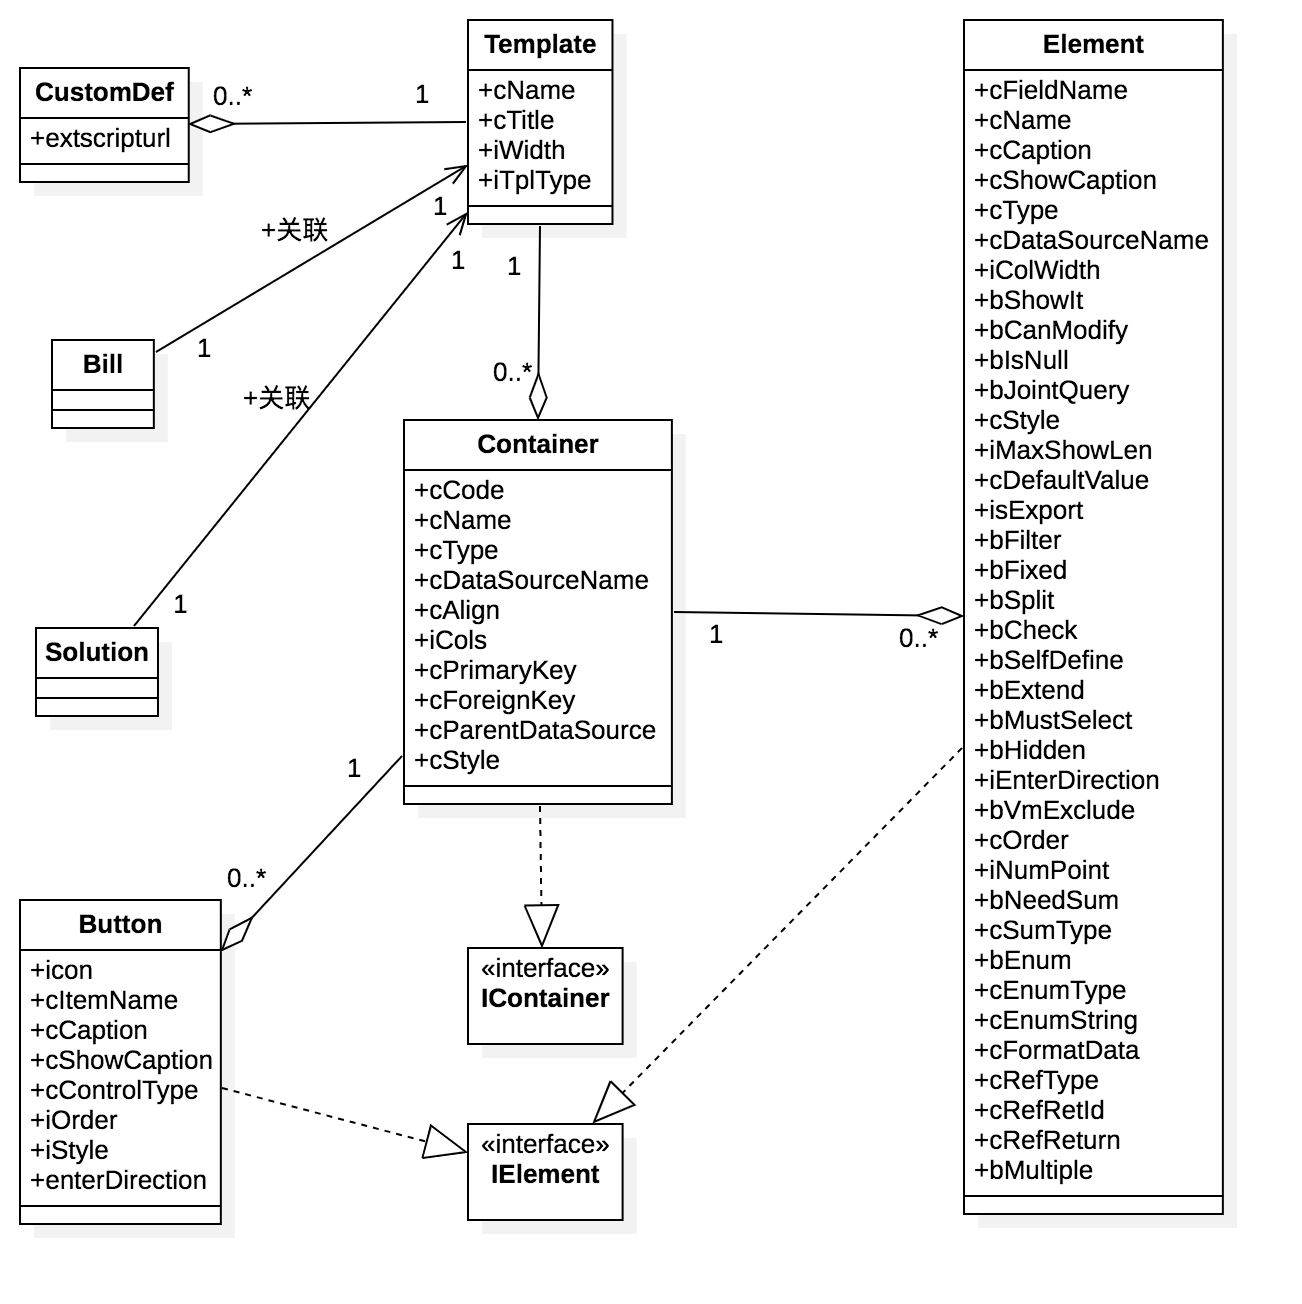 CustomDef
+extscripturl
0..*
1
Template
+cName
+cTitle
+iWidth
+iTplType
+关联
1
1
1
Bill
1
+关联
0..*
Solution
1
Container
+cCode
+cName
+cType
+cDataSourceName
+cAlign
+iCols
+cPrimaryKey
+cForeignKey
+cParentDataSource
+cStyle
1
0..*
1
0..*
Button
+icon
+cItemName
+cCaption
+cShowCaption
+cControlType
+iOrder
+iStyle
+enterDirection
«interface»
IContainer
«interface»
IElement
Element
+cFieldName
+cName
+cCaption
+cShowCaption
+cType
+cDataSourceName
+iColWidth
+bShowIt
+bCanModify
+bIsNull
+bJointQuery
+cStyle
+iMaxShowLen
+cDefaultValue
+isExport
+bFilter
+bFixed
+bSplit
+bCheck
+bSelfDefine
+bExtend
+bMustSelect
+bHidden
+iEnterDirection
+bVmExclude
+cOrder
+iNumPoint
+bNeedSum
+cSumType
+bEnum
+cEnumType
+cEnumString
+cFormatData
+cRefType
+cRefRetId
+cRefReturn
+bMultiple